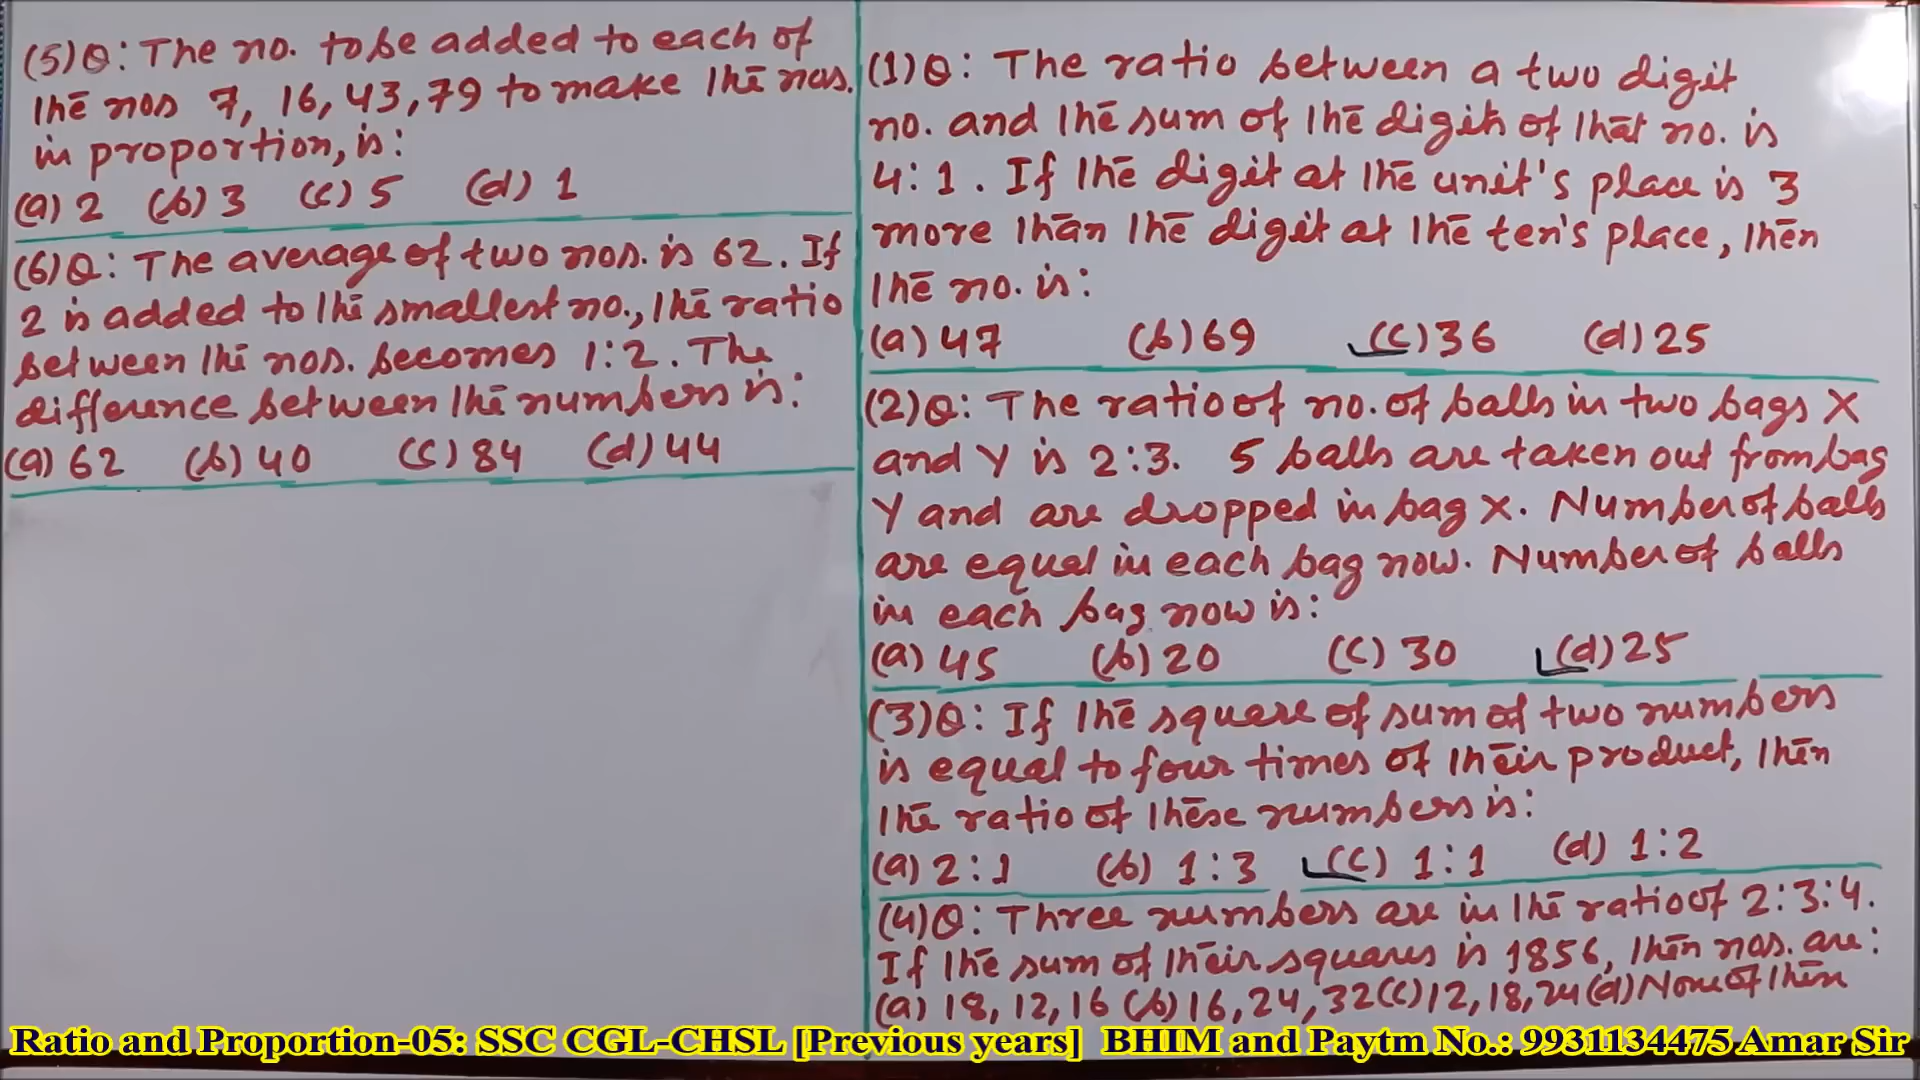 (5)Q: The no. to be added to each of
the nos 7, 16, 43, 79 to make the nos.
in proportion, is:
(a) 2 (b) 3 (c) 5 (d) 1
(6)Q: The average of two nos. is 62. If
2 is added to the smallest no., the ratio
between the nos. becomes 1:2. The
difference between the numbers is:
(a) 62 (b) 40 (c) 84 (d) 44
(1)Q: The ratio between a two digit
no. and the sum of the digits of that no. is
4:1. If the digit at the unit's place is 3
more than the digit at the ten's place, then
the no. is:
(a) 47 (b) 69 (c) 36 (d) 25
(2)Q: The ratio of no. of balls in two bags X
and Y is 2:3. 5 balls are taken out from bag
Y and are dropped in bag X. Number of balls
are equal in each bag now. Number of balls
in each bag now is:
(a) 45 (b) 20 (c) 30 (d) 25
(3)Q: If the square of sum of two numbers
is equal to four times of their product, then
the ratio of these numbers is:
(a) 2:1 (b) 1:3 (c) 1:1 (d) 1:2
(4)Q: Three numbers are in the ratio of 2:3:4.
If the sum of their squares is 1856, then nos. are:
(a) 18, 12, 16 (b) 16, 24, 32 (c) 12, 18, 24 (d) None of them
Ratio and Proportion-05: SSC CGL-CHSL [Previous years] BHIM and Paytm No.: 9931134475 Amar Sir